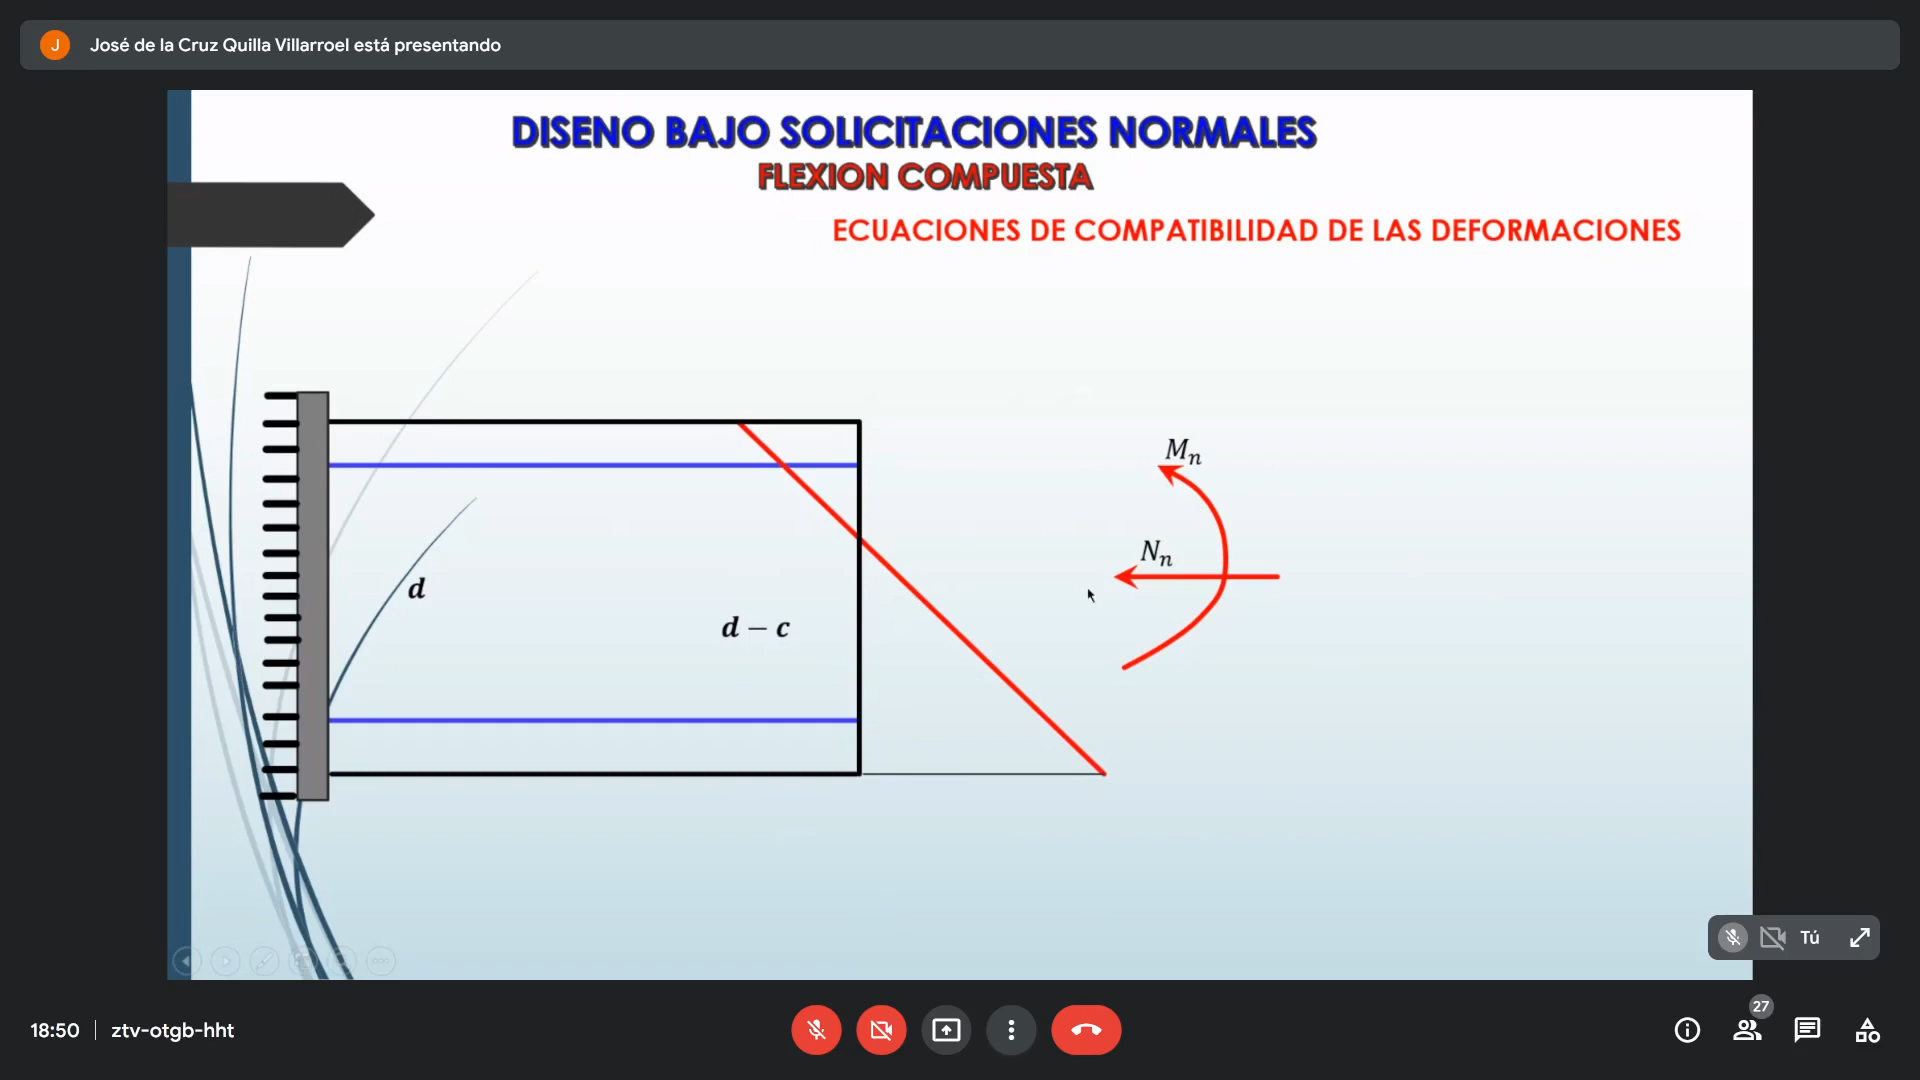 J José de la Cruz Quilla Villarroel está presentando
DISENO BAJO SOLICITACIONES NORMALES
FLEXION COMPUESTA
ECUACIONES DE COMPATIBILIDAD DE LAS DEFORMACIONES
Mn
Nn
d
d − c
Tú
27
18:50 ztv-otgb-hht